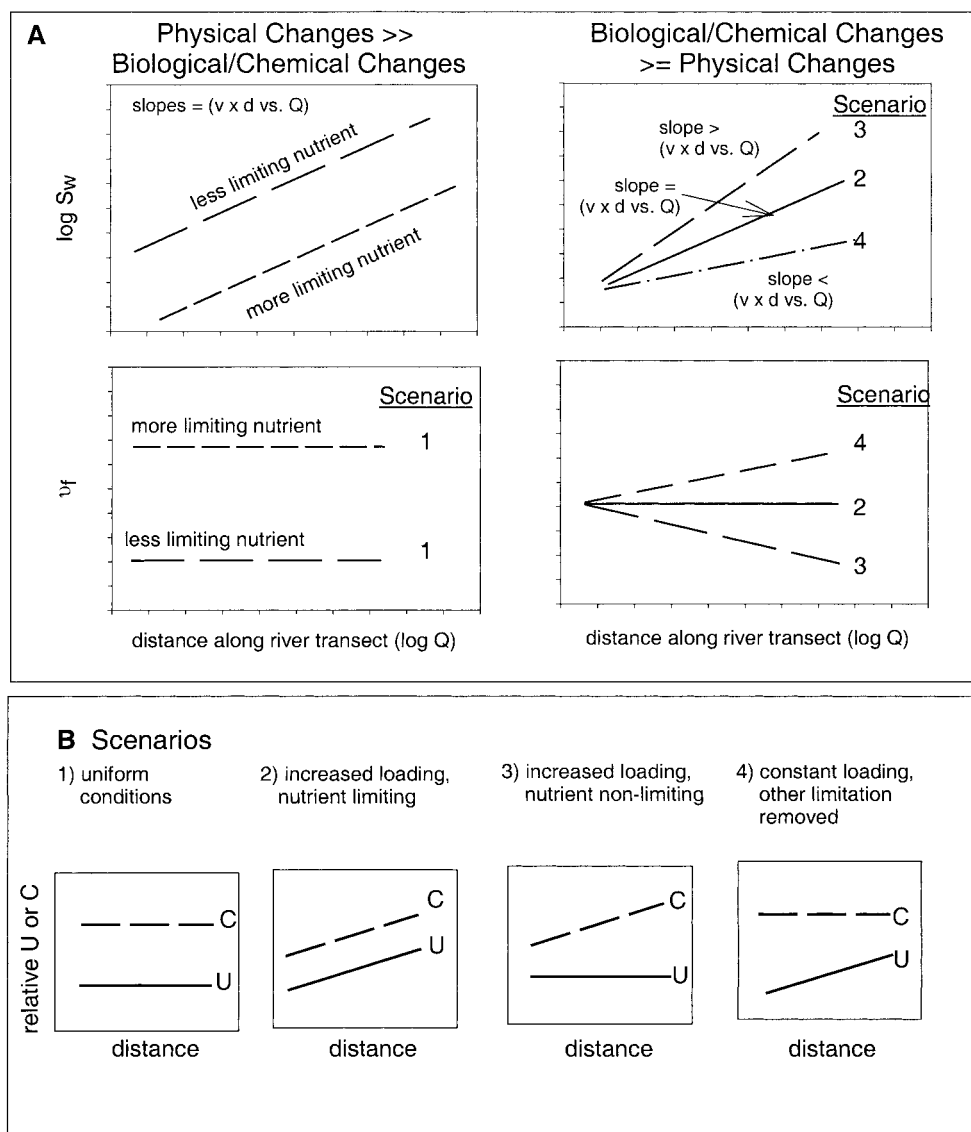 A
Physical Changes >>
Biological/Chemical Changes
Biological/Chemical Changes
>= Physical Changes
slopes = (v x d vs. Q)
less limiting nutrient
more limiting nutrient
log Sw
Scenario
3
slope >
(v x d vs. Q)
2
slope =
(v x d vs. Q)
4
slope <
(v x d vs. Q)
Scenario
more limiting nutrient
1
less limiting nutrient
1
υf
distance along river transect (log Q)
Scenario
4
2
3
distance along river transect (log Q)
B Scenarios
1) uniform
conditions
2) increased loading,
nutrient limiting
3) increased loading,
nutrient non-limiting
4) constant loading,
other limitation
removed
relative U or C
C
U
distance
C
U
distance
C
U
distance
C
U
distance